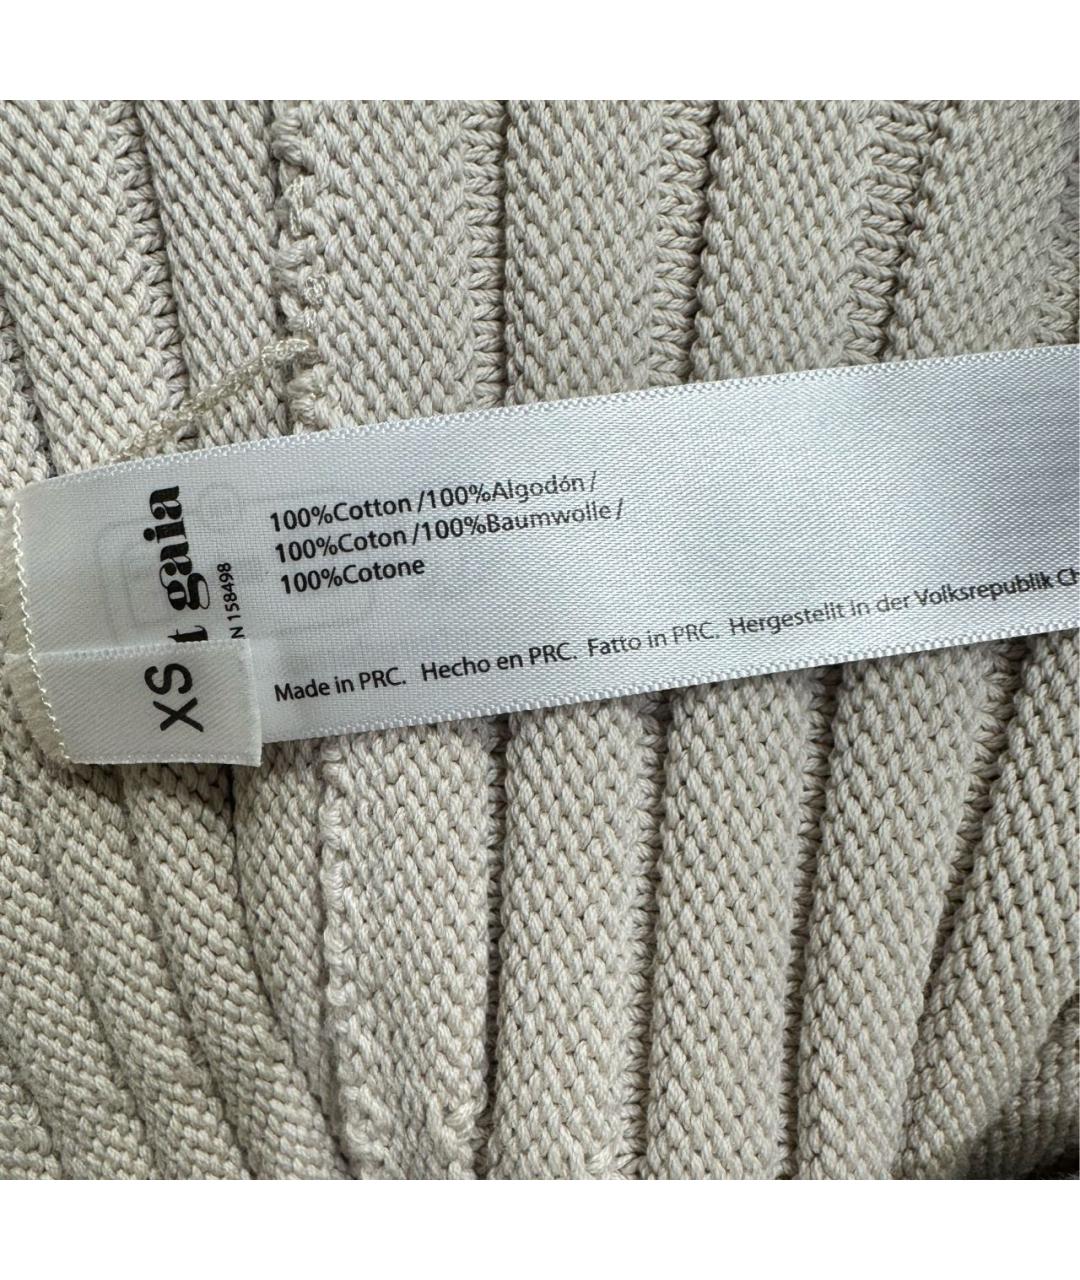 XS
t gaia
N 158498
100%Cotton /100%Algodón /
100%Coton /100%Baumwolle /
100%Cotone
Made in PRC. Hecho en PRC. Fatto in PRC. Hergestellt in der Volksrepublik Ch